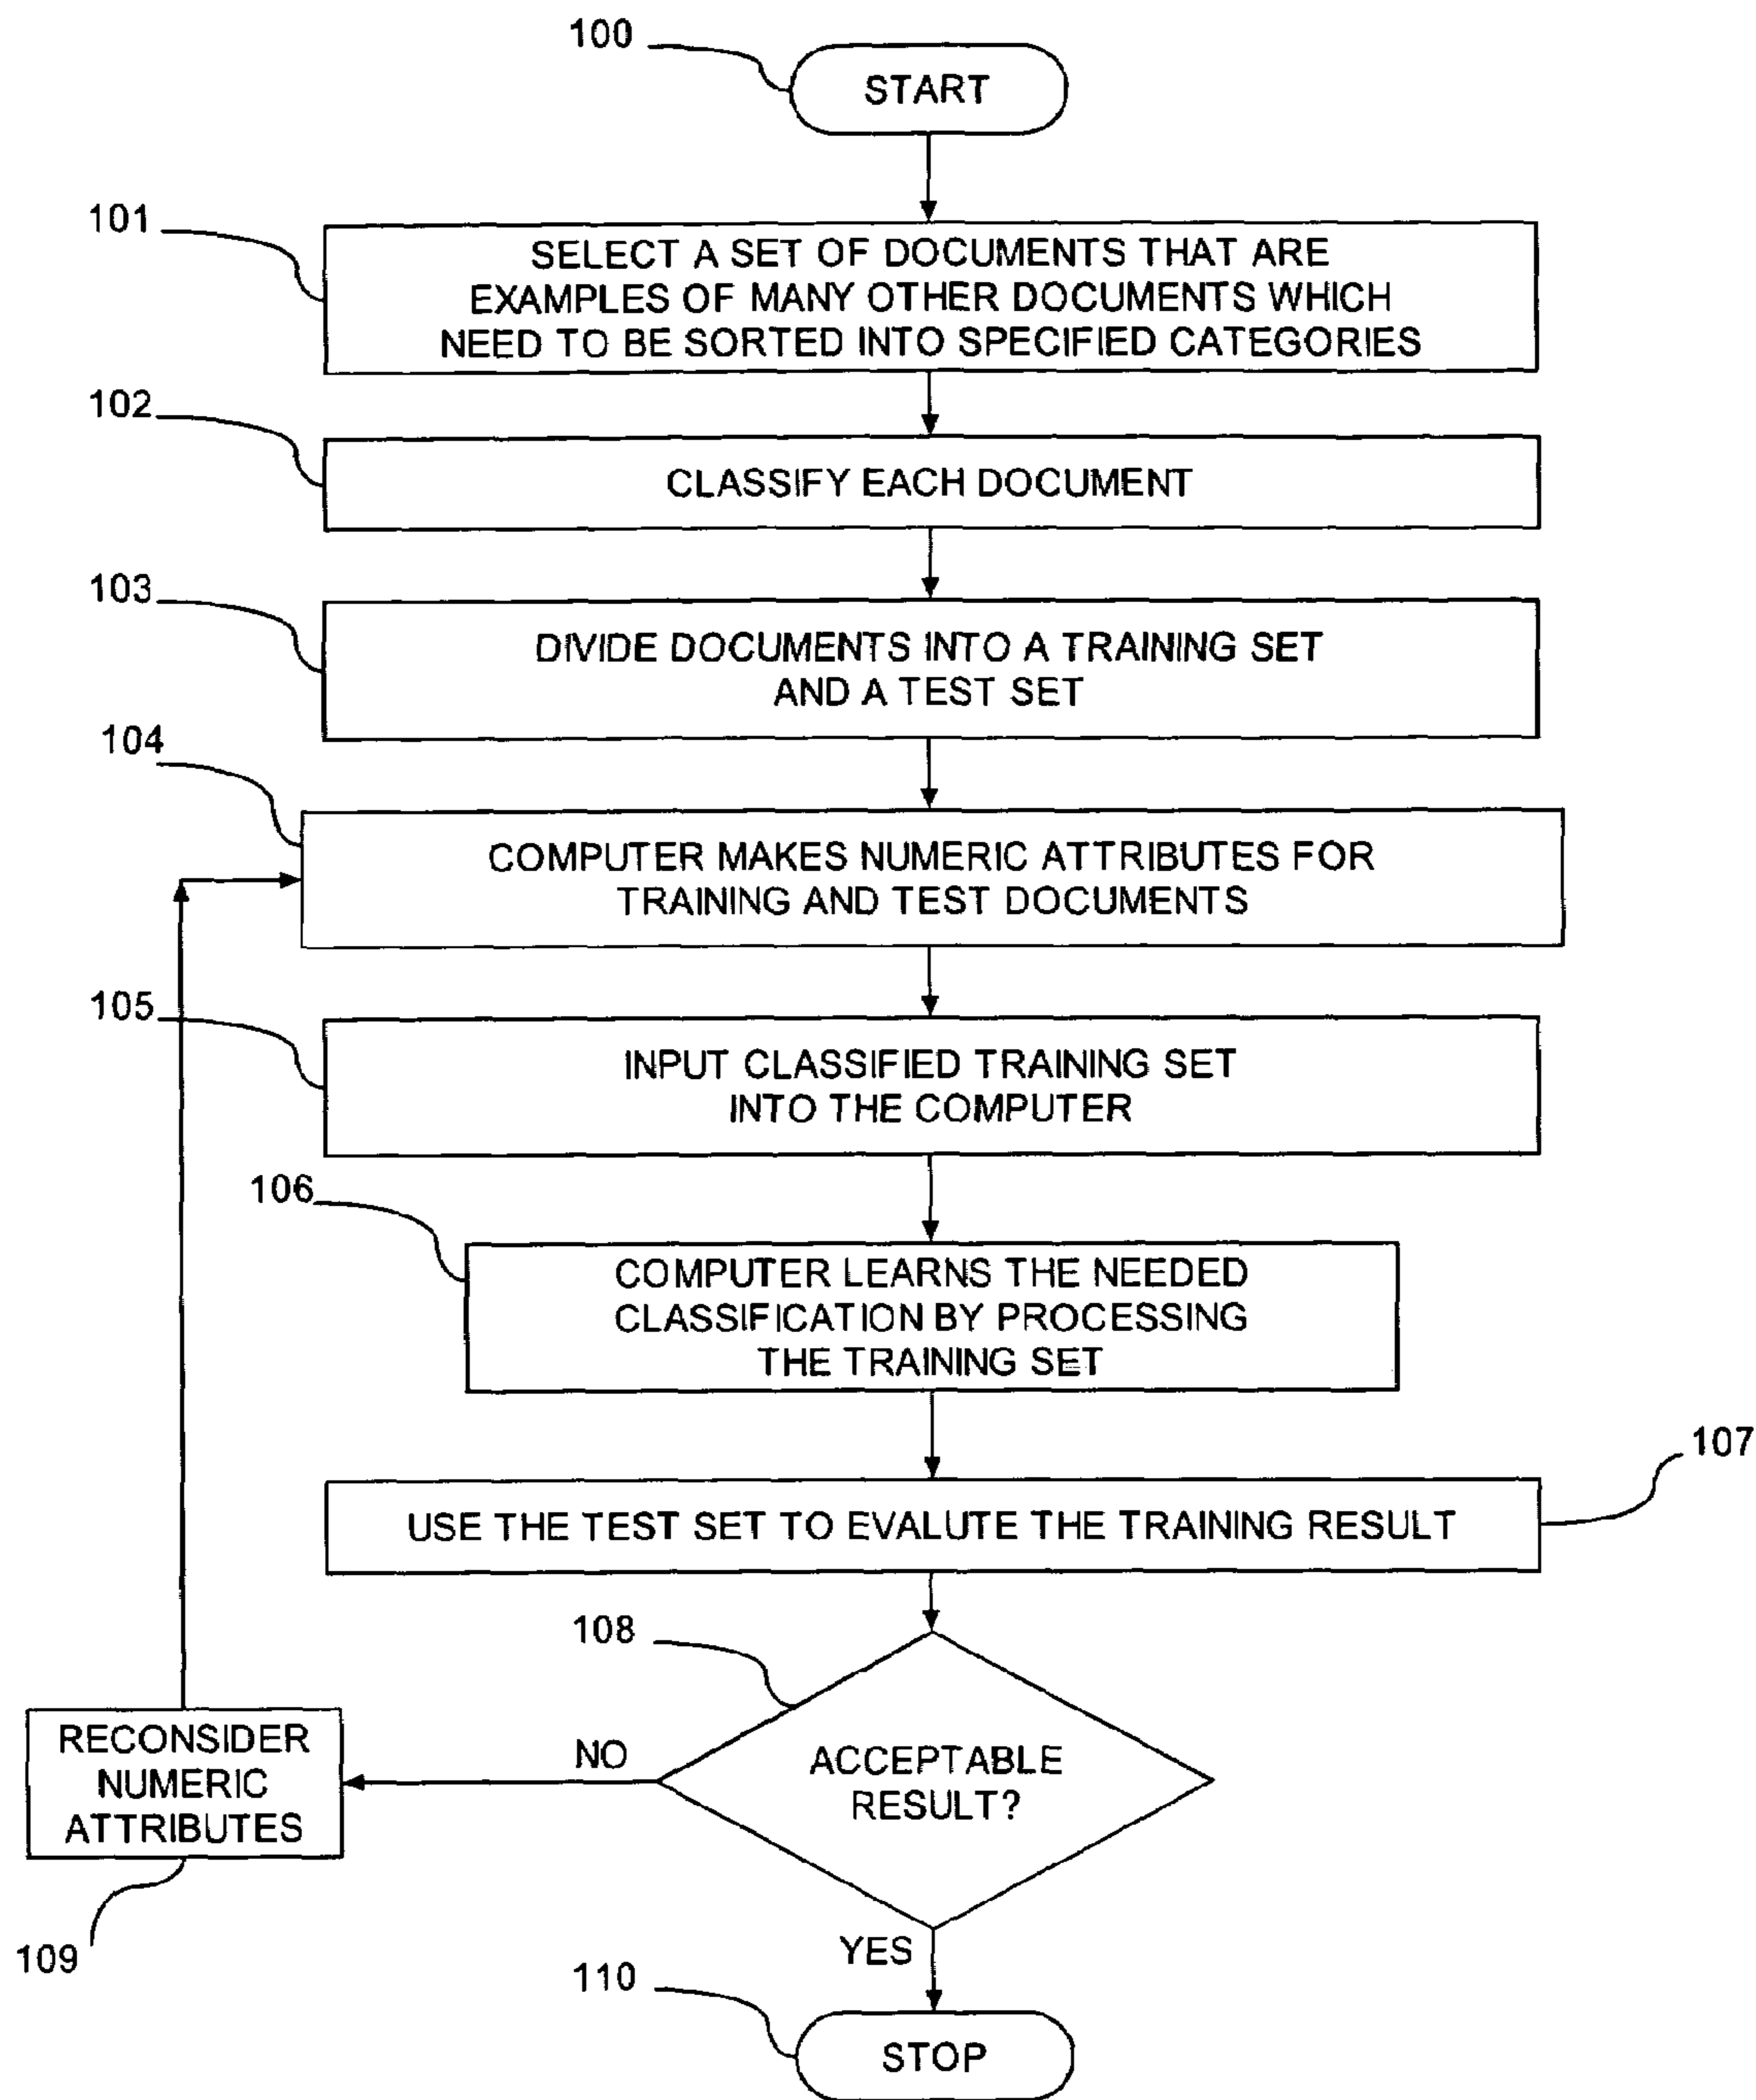 100
START
101
SELECT A SET OF DOCUMENTS THAT ARE
EXAMPLES OF MANY OTHER DOCUMENTS WHICH
NEED TO BE SORTED INTO SPECIFIED CATEGORIES
102
CLASSIFY EACH DOCUMENT
103
DIVIDE DOCUMENTS INTO A TRAINING SET
AND A TEST SET
104
COMPUTER MAKES NUMERIC ATTRIBUTES FOR
TRAINING AND TEST DOCUMENTS
105
INPUT CLASSIFIED TRAINING SET
INTO THE COMPUTER
106
COMPUTER LEARNS THE NEEDED
CLASSIFICATION BY PROCESSING
THE TRAINING SET
107
USE THE TEST SET TO EVALUTE THE TRAINING RESULT
108
ACCEPTABLE
RESULT?
NO
RECONSIDER
NUMERIC
ATTRIBUTES
109
YES
110
STOP